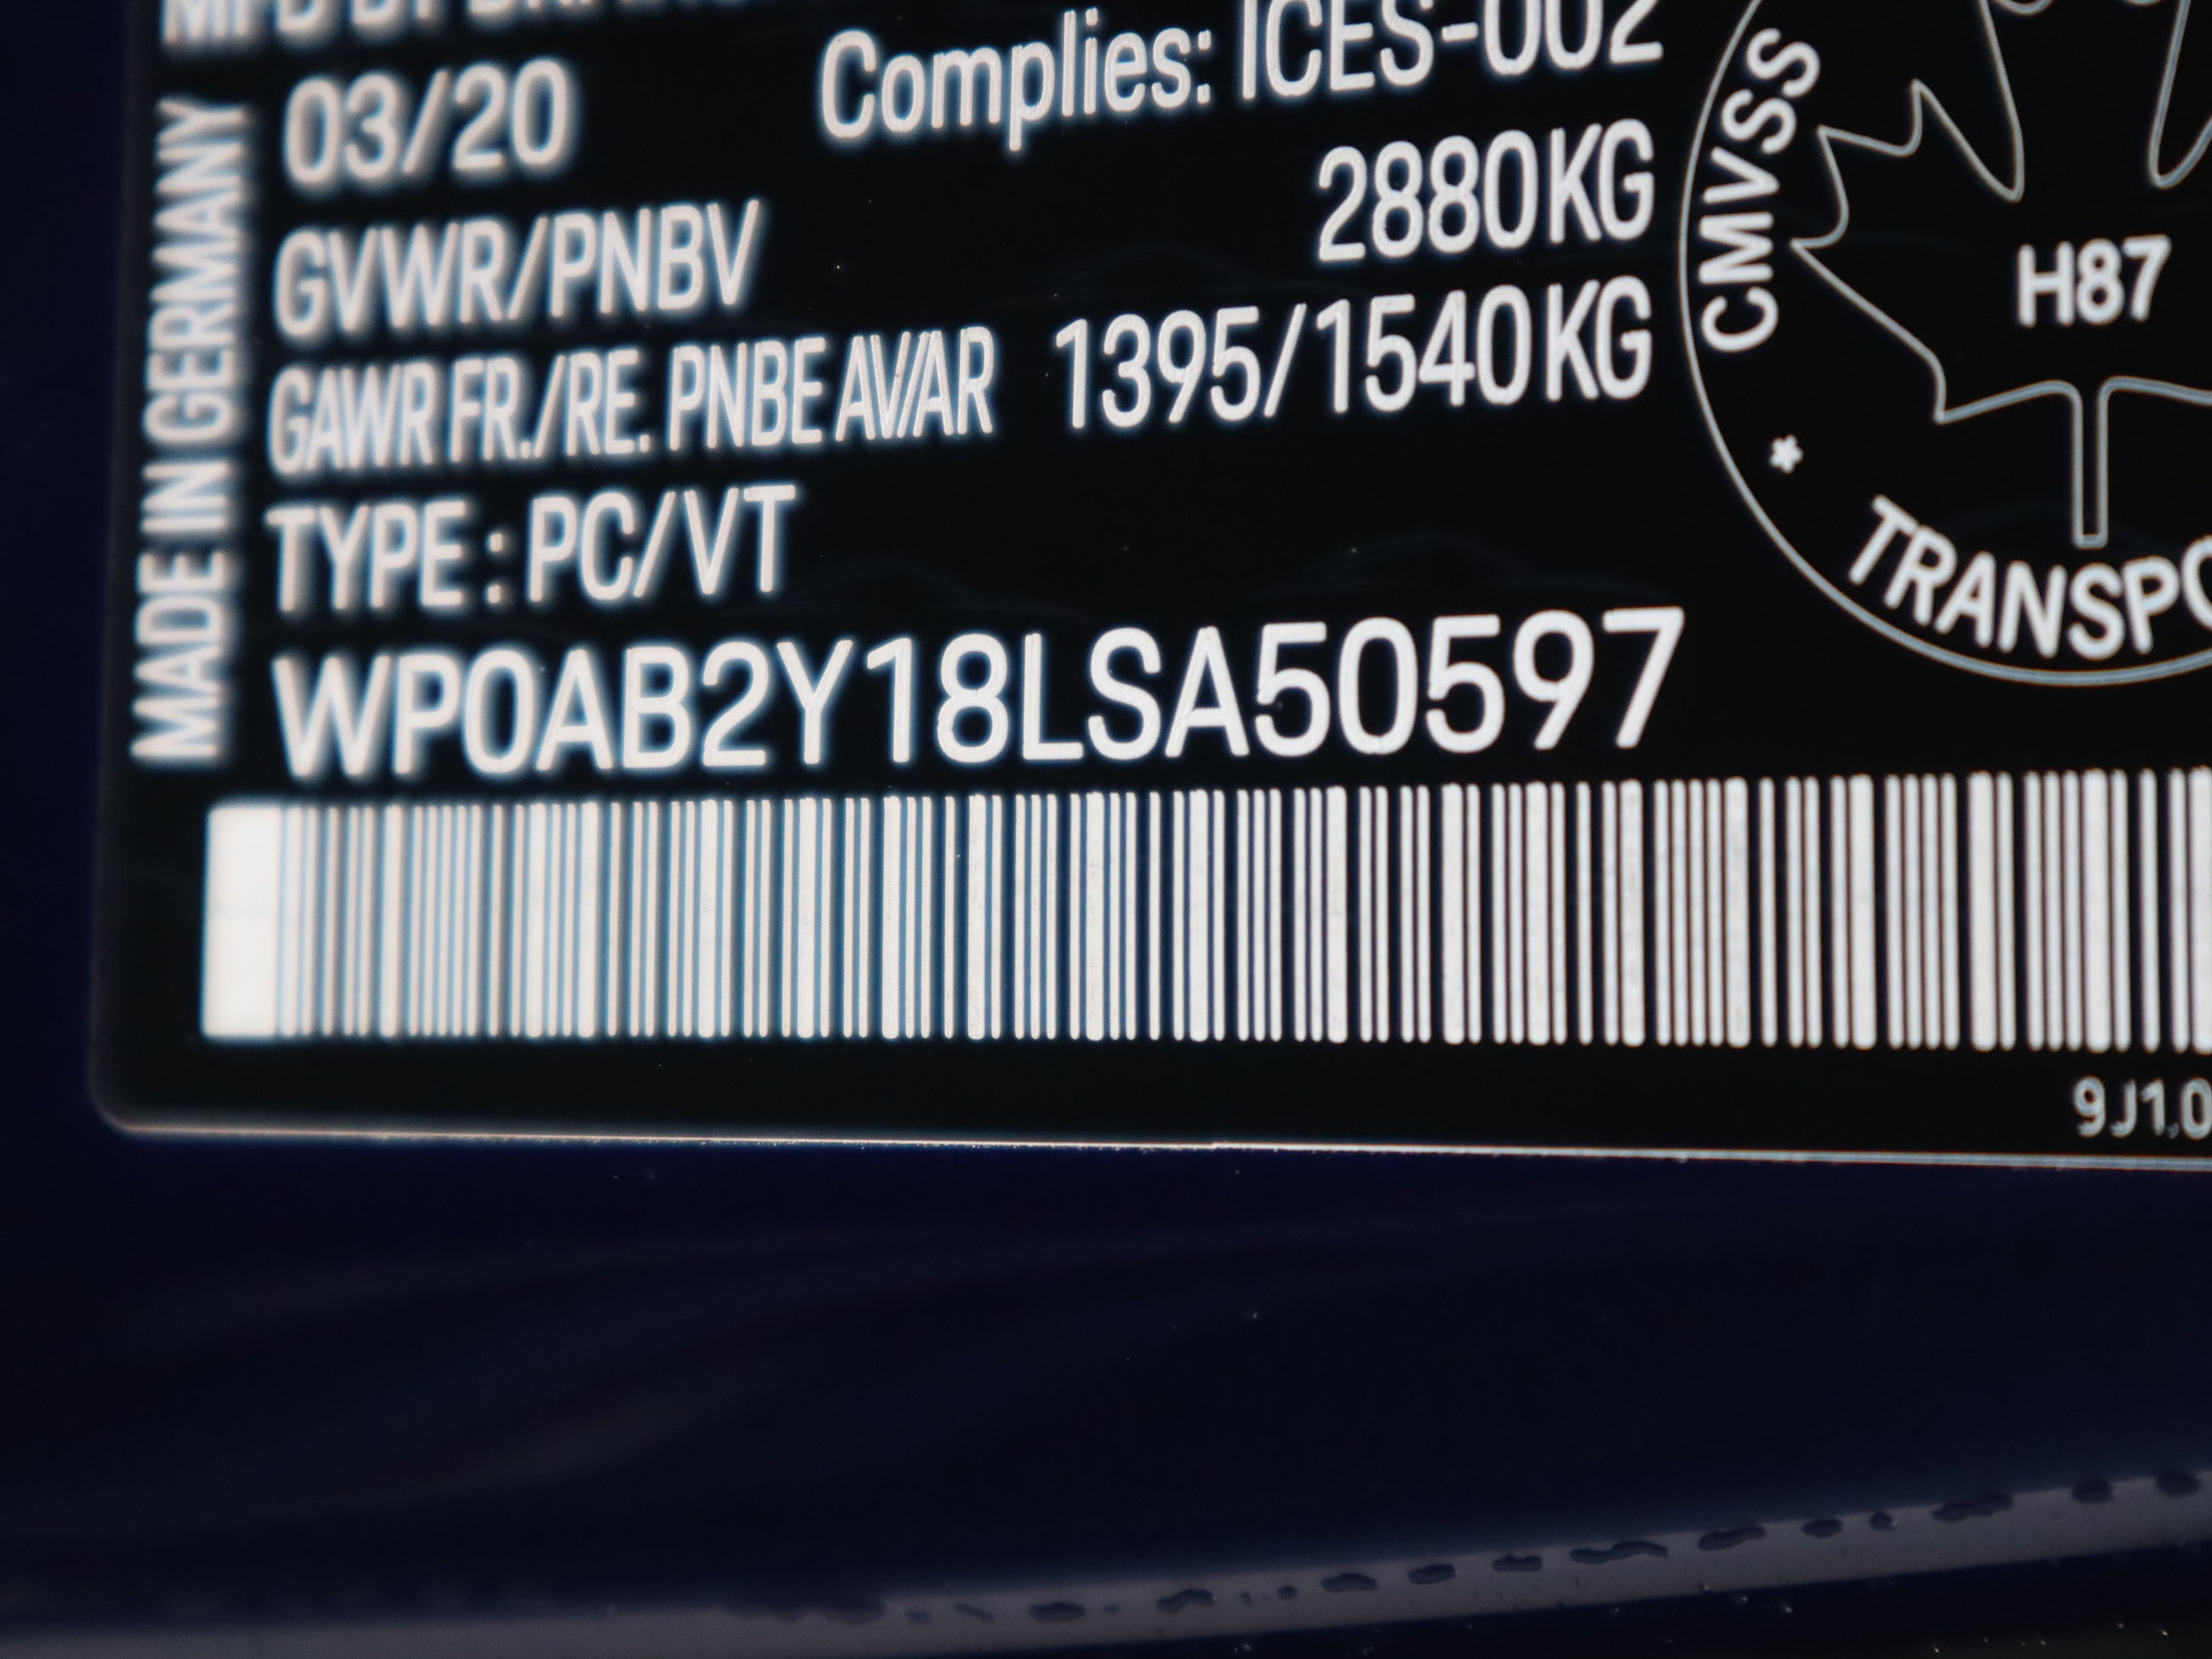 03/20
Complies: ICES-002
GVWR/PNBV 2880KG
GAWR FR./RE. PNBE AV/AR 1395/1540KG
TYPE : PC/VT
WP0AB2Y18LSA50597
MADE IN GERMANY
CMVSS
H87
* TRANSPO
9J1.0